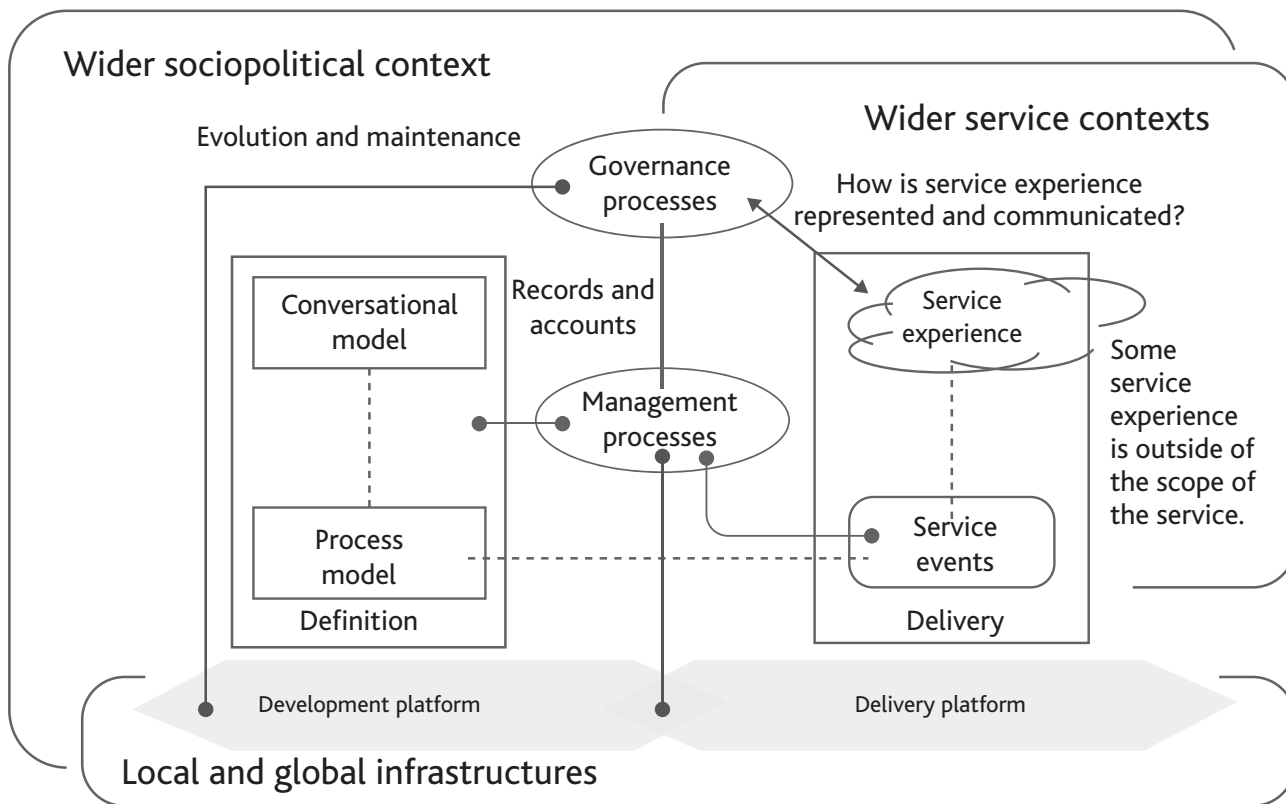 Wider sociopolitical context
Wider service contexts
Evolution and maintenance
Governance
processes
How is service experience
represented and communicated?
Conversational
model
Records and
accounts
Service
experience
Some
service
experience
is outside of
the scope of
the service.
Management
processes
Process
model
Service
events
Definition
Delivery
Development platform
Delivery platform
Local and global infrastructures